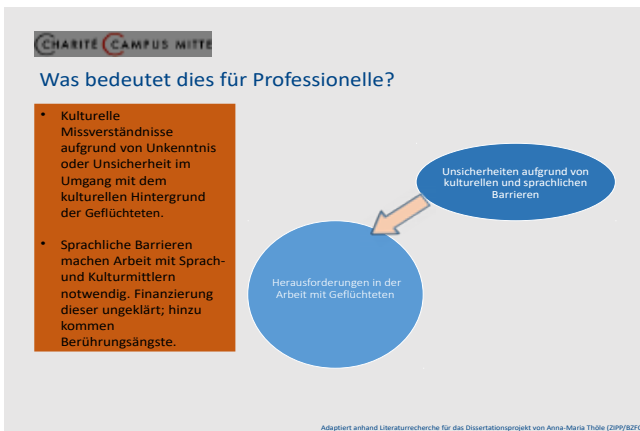 CHARITÉ CAMPUS MITTE
Was bedeutet dies für Professionelle?
• Kulturelle
Missverständnisse
aufgrund von Unkenntnis
oder Unsicherheit im
Umgang mit dem
kulturellen Hintergrund
der Geflüchteten.
• Sprachliche Barrieren
machen Arbeit mit Sprach-
und Kulturmittlern
notwendig. Finanzierung
dieser ungeklärt; hinzu
kommen
Berührungsängste.
Unsicherheiten aufgrund von
kulturellen und sprachlichen
Barrieren
Herausforderungen in der
Arbeit mit Geflüchteten
Adaptiert anhand Literaturrecherche für das Dissertationsprojekt von Anna-Maria Thöle (ZIPP/BZFO